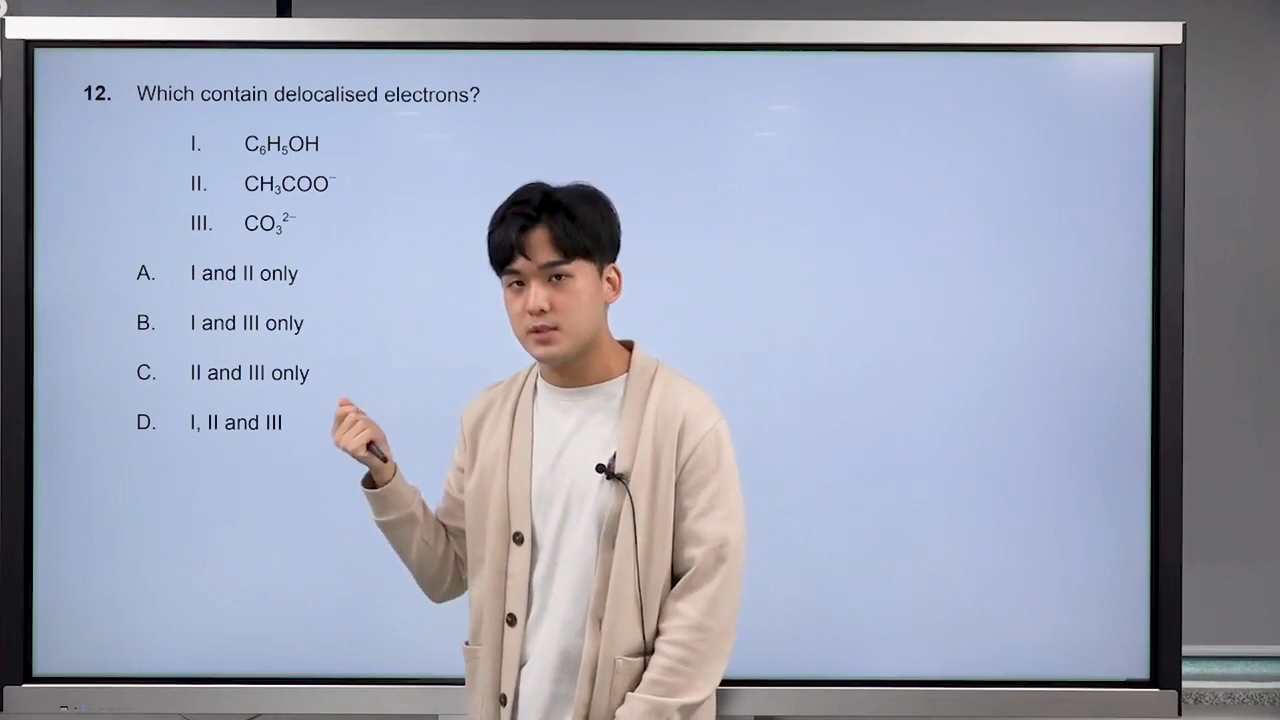 12. Which contain delocalised electrons?
I. C₆H₅OH
II. CH₃COO⁻
III. CO₃²⁻
A. I and II only
B. I and III only
C. II and III only
D. I, II and III